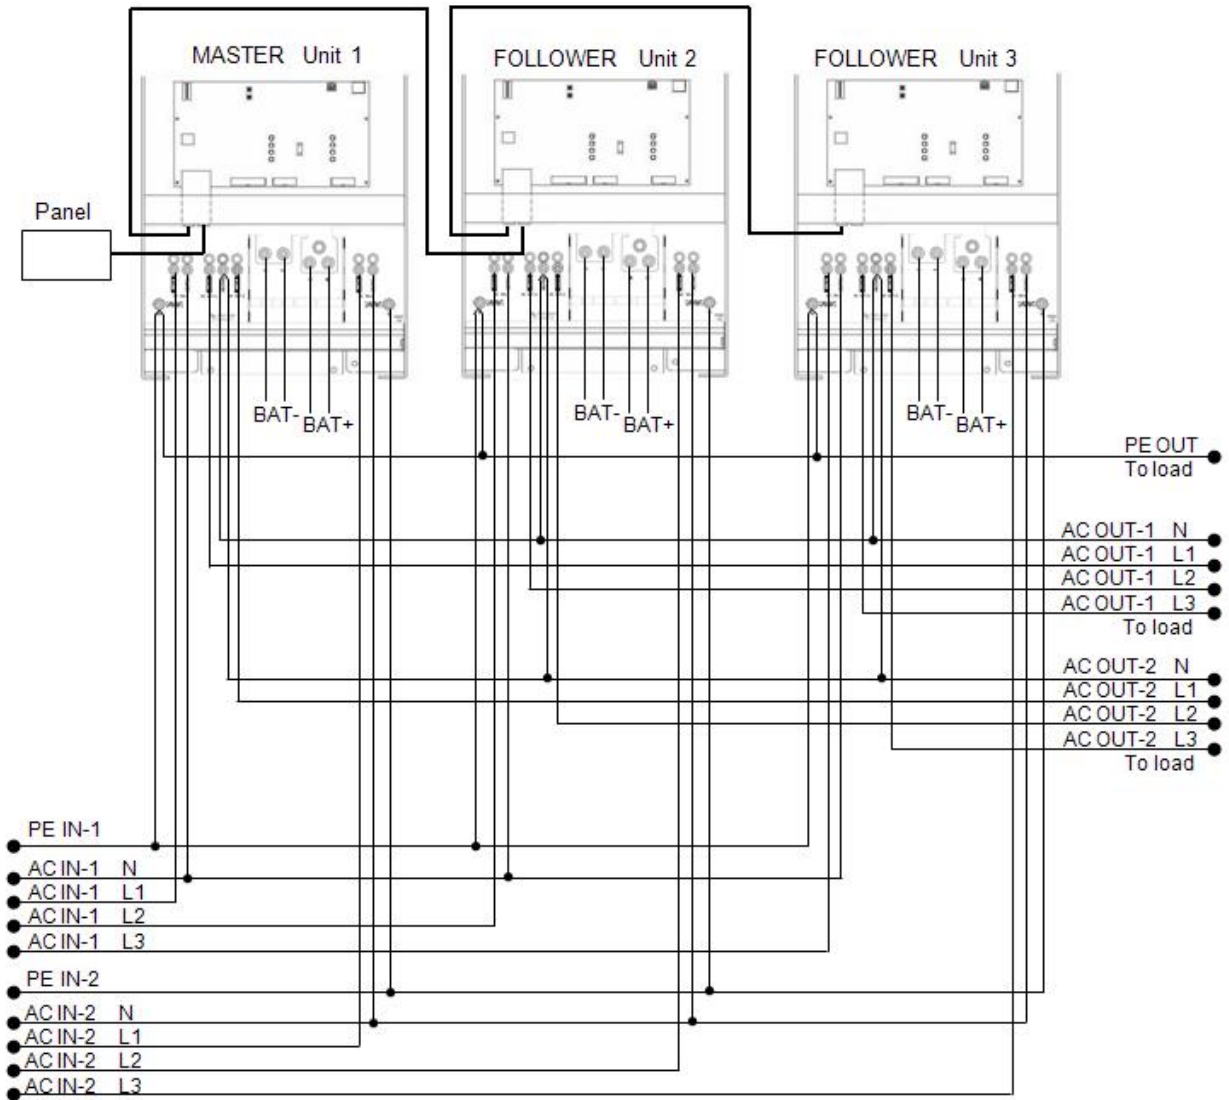 MASTER Unit 1
FOLLOWER Unit 2
FOLLOWER Unit 3
Panel
BAT-
BAT+
BAT-
BAT+
BAT-
BAT+
PE OUT
To load
AC OUT-1 N
AC OUT-1 L1
AC OUT-1 L2
AC OUT-1 L3
To load
AC OUT-2 N
AC OUT-2 L1
AC OUT-2 L2
AC OUT-2 L3
To load
PE IN-1
AC IN-1 N
AC IN-1 L1
AC IN-1 L2
AC IN-1 L3
PE IN-2
AC IN-2 N
AC IN-2 L1
AC IN-2 L2
AC IN-2 L3